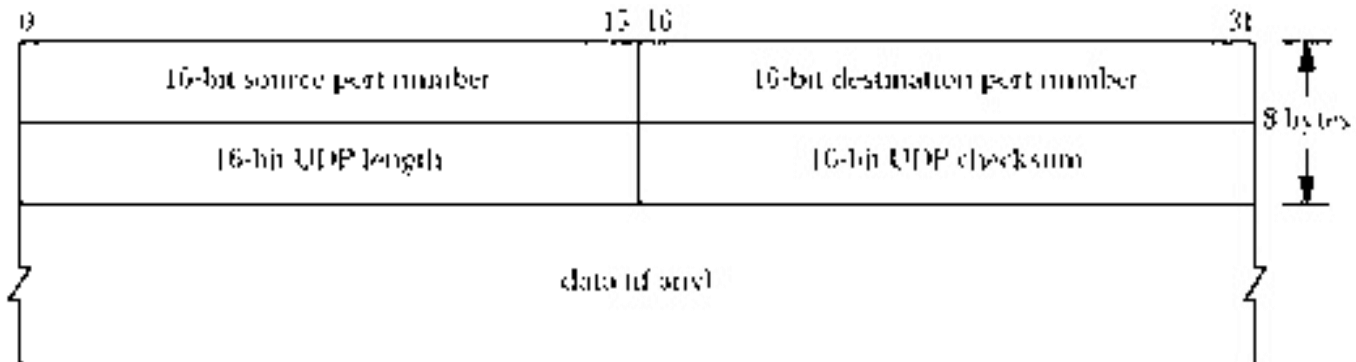 0 15 16 31
16-bit source port number 16-bit destination port number
8 bytes
16-bit UDP length 16-bit UDP checksum
data (if any)